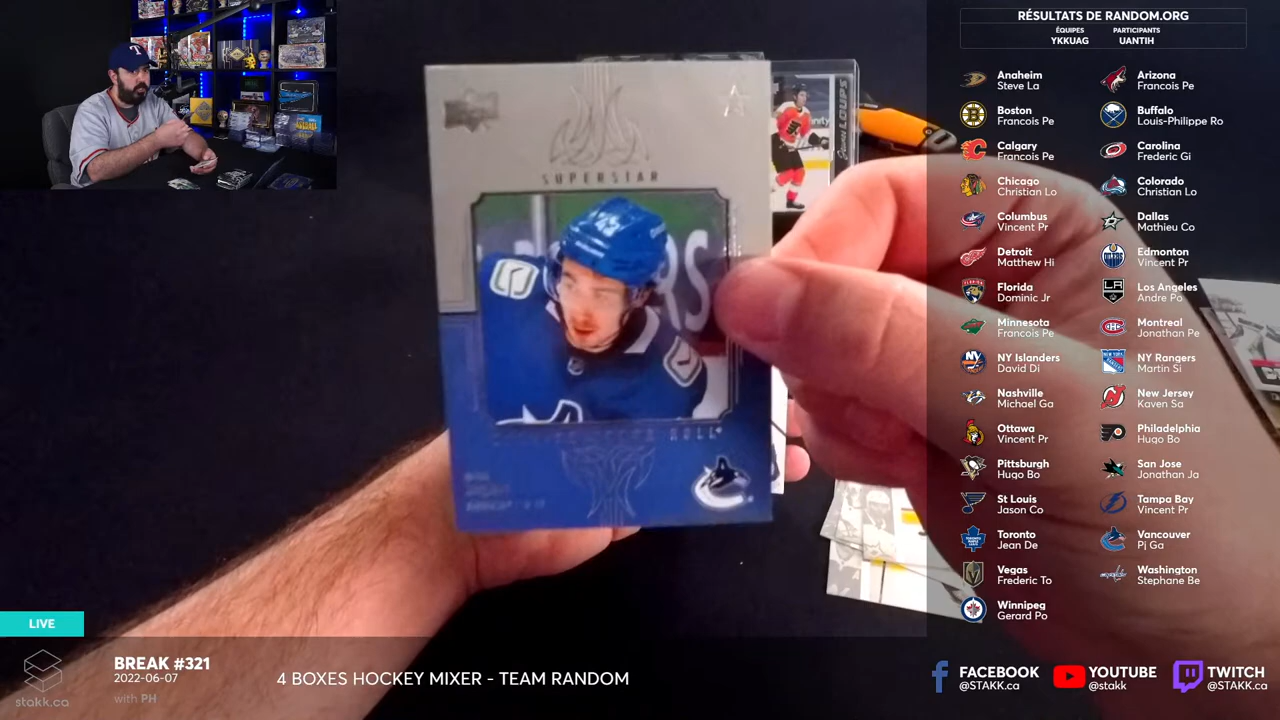 RÉSULTATS DE RANDOM.ORG
ÉQUIPES
YKKUAG
PARTICIPANTS
UANTIH
Anaheim
Steve La
Arizona
Francois Pe
Boston
Francois Pe
Buffalo
Louis-Philippe Ro
Calgary
Francois Pe
Carolina
Frederic Gi
Chicago
Christian Lo
Colorado
Christian Lo
Columbus
Vincent Pr
Dallas
Mathieu Co
Detroit
Matthew Hi
Edmonton
Vincent Pr
Florida
Dominic Jr
Los Angeles
Andre Pa
Minnesota
Francois Pe
Montreal
Jonathan Pe
NY Islanders
David Di
NY Rangers
Martin Si
Nashville
Michael Ga
New Jersey
Kaven Sa
Ottawa
Vincent Pr
Philadelphia
Hugo Bo
Pittsburgh
Hugo Bo
San Jose
Jonathan Ja
St Louis
Jason Co
Tampa Bay
Vincent Pr
Toronto
Jean De
Vancouver
Pj Ga
Vegas
Frederic To
Washington
Stephane Be
Winnipeg
Gerard Po
SUPERSTAR
43
LIVE
stakk.ca
BREAK #321
2022-06-07
with PH
4 BOXES HOCKEY MIXER - TEAM RANDOM
FACEBOOK
@STAKK.ca
YOUTUBE
@stakk
TWITCH
@STAKK.ca